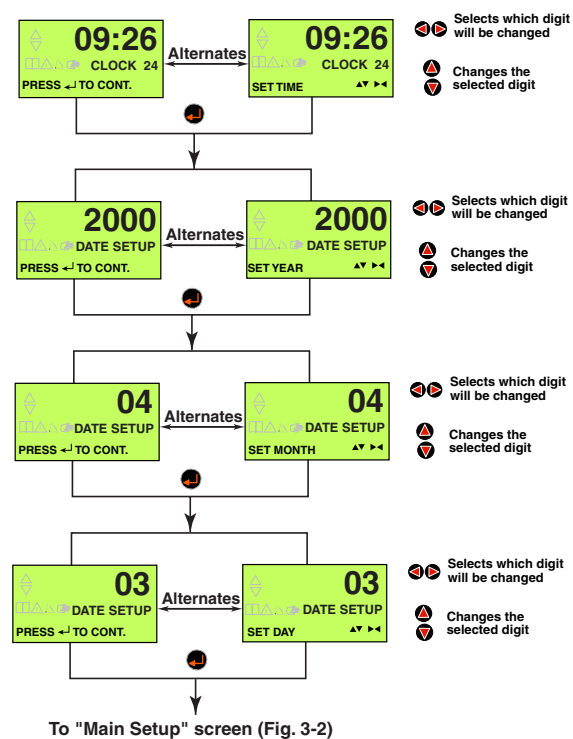 09:26
CLOCK 24
PRESS ↵ TO CONT.
Alternates
09:26
CLOCK 24
SET TIME ▲▼ ►◄
Selects which digit
will be changed
Changes the
selected digit
2000
DATE SETUP
PRESS ↵ TO CONT.
Alternates
2000
DATE SETUP
SET YEAR ▲▼ ►◄
Selects which digit
will be changed
Changes the
selected digit
04
DATE SETUP
PRESS ↵ TO CONT.
Alternates
04
DATE SETUP
SET MONTH ▲▼ ►◄
Selects which digit
will be changed
Changes the
selected digit
03
DATE SETUP
PRESS ↵ TO CONT.
Alternates
03
DATE SETUP
SET DAY ▲▼ ►◄
Selects which digit
will be changed
Changes the
selected digit
To "Main Setup" screen (Fig. 3-2)